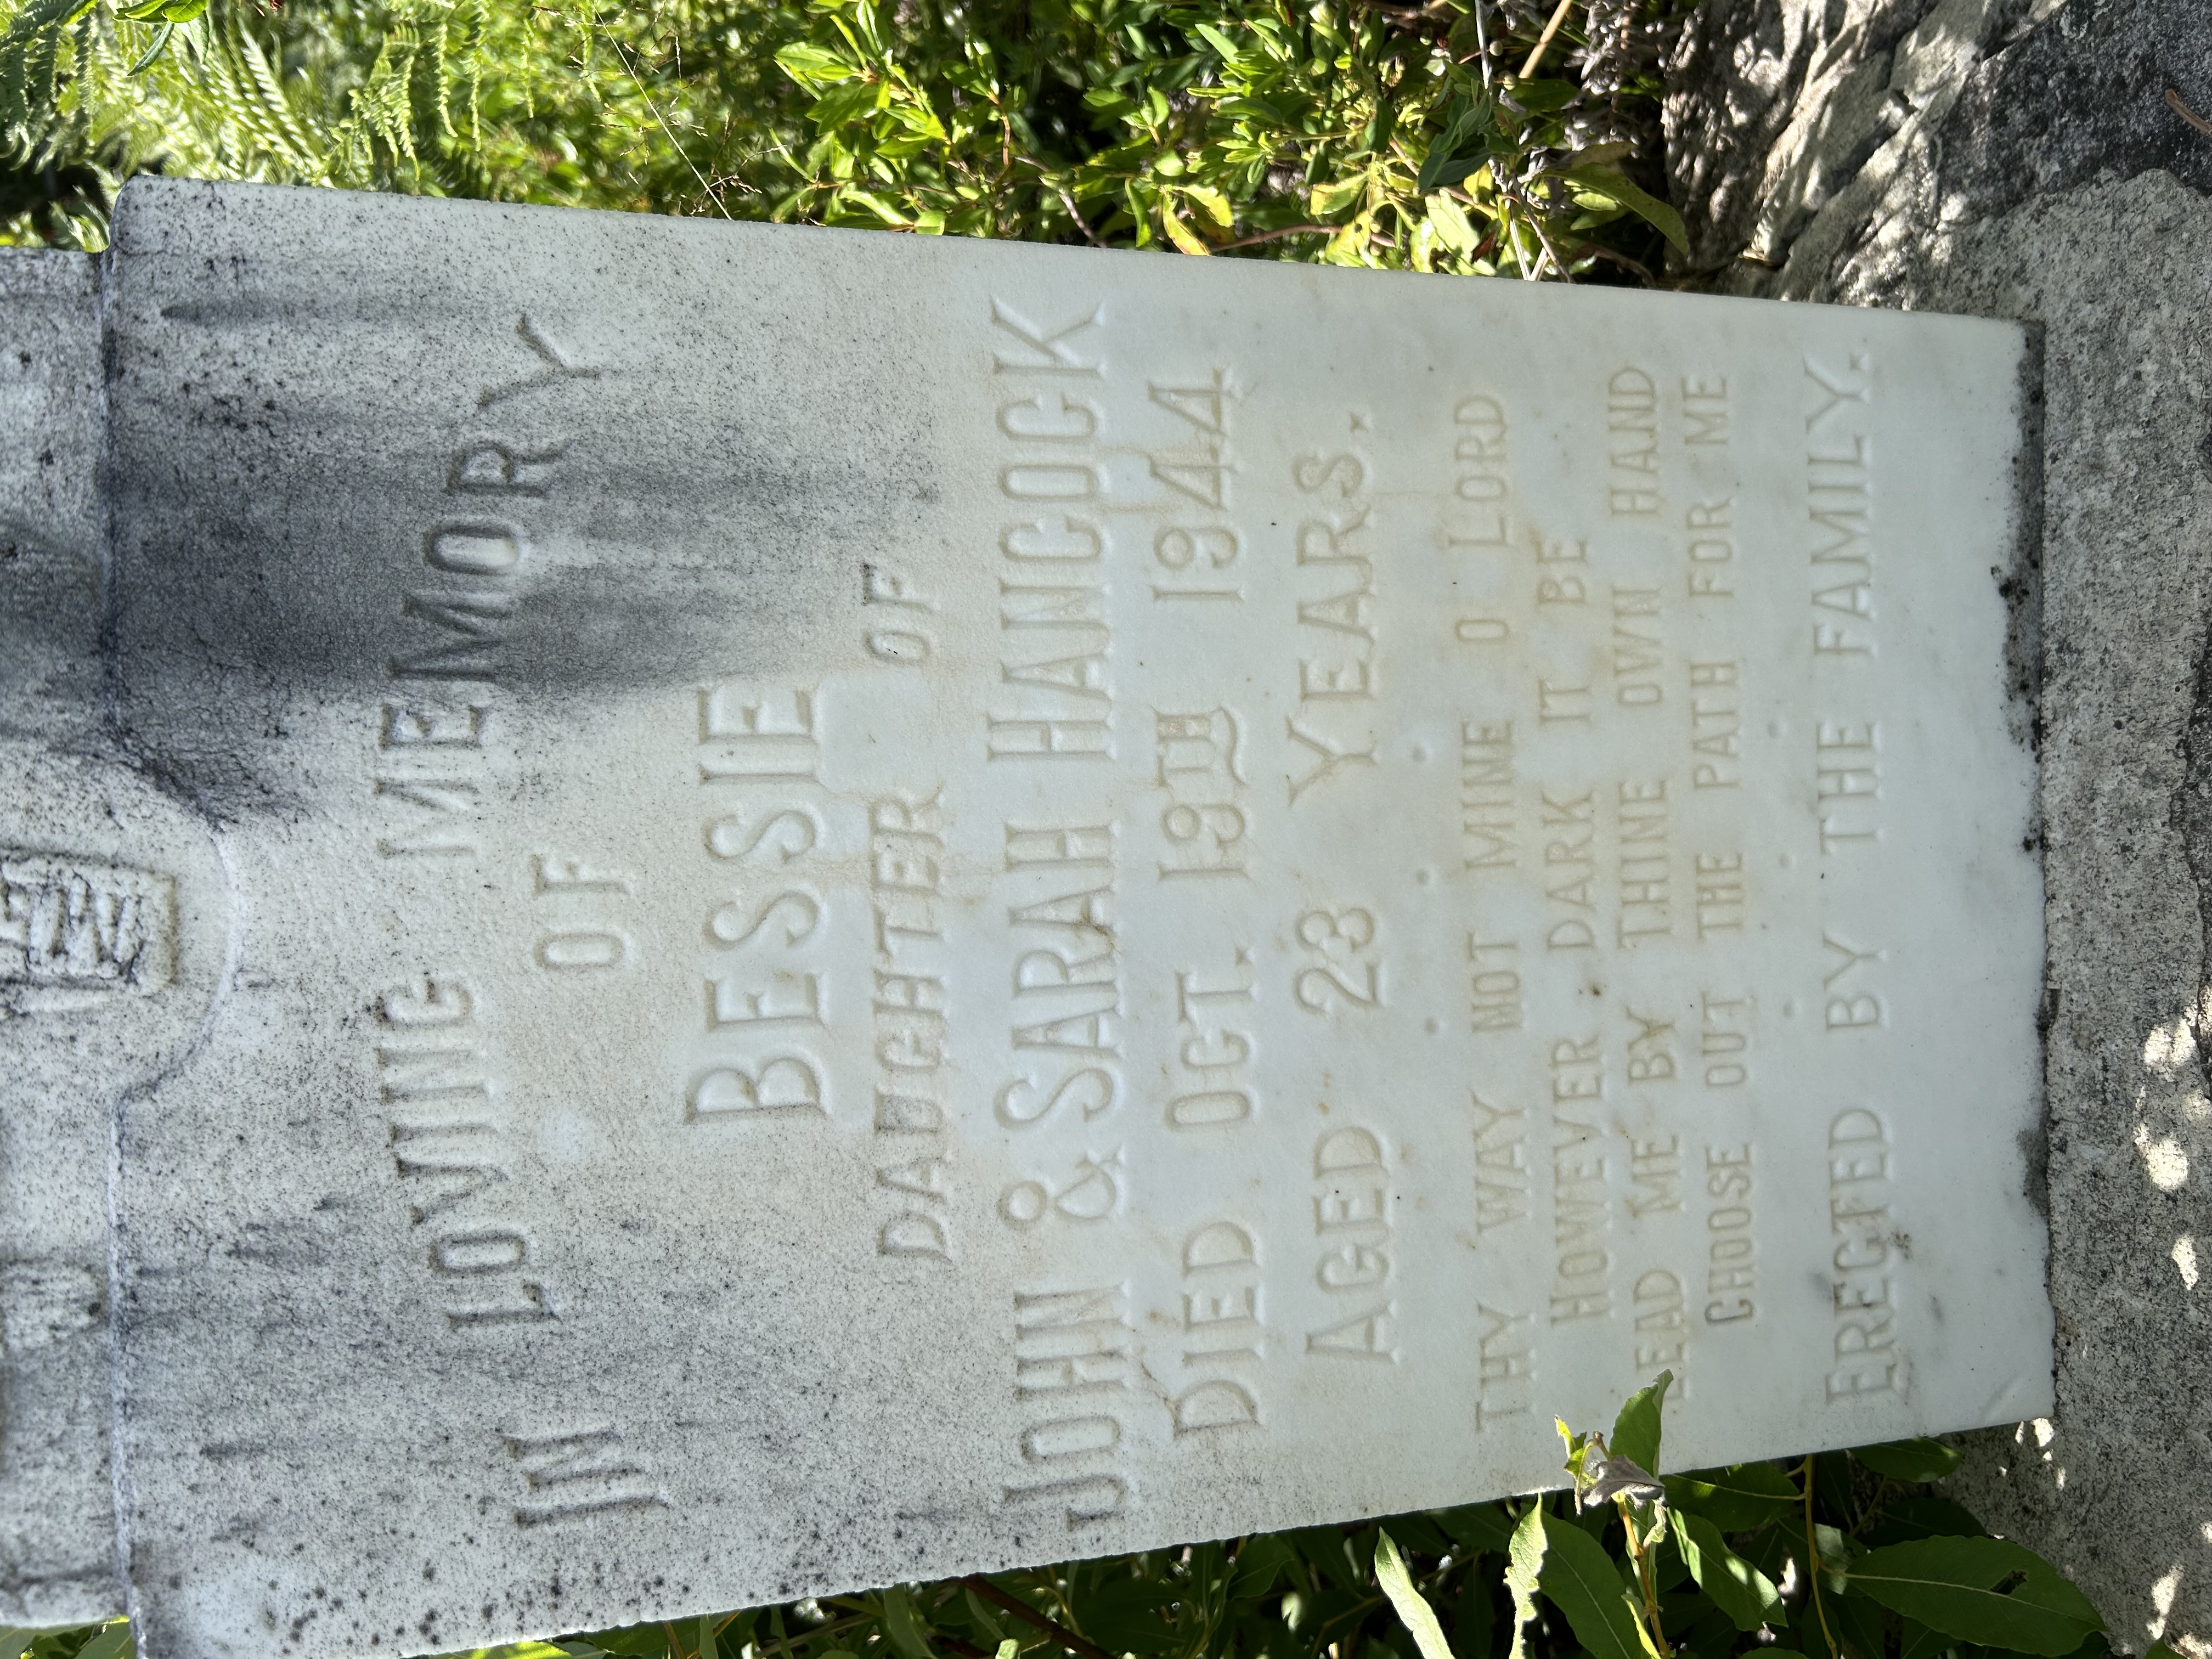 IN LOVING MEMORY
OF
BESSIE
DAUGHTER OF
JOHN & SARAH HANCOCK
DIED OCT. 19TH 1944
AGED 23 YEARS.
THY WAY NOT MINE O LORD
HOWEVER DARK IT BE
LEAD ME BY THINE OWN HAND
CHOOSE OUT THE PATH FOR ME
ERECTED BY THE FAMILY.